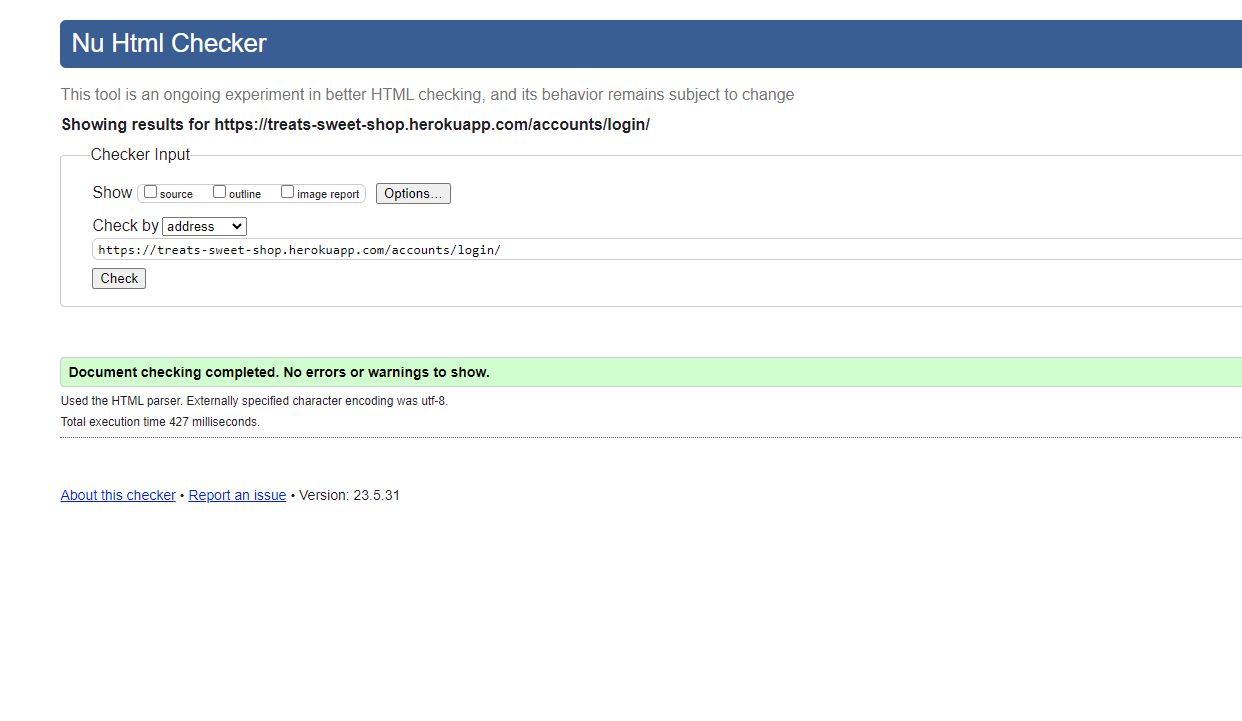 Nu Html Checker
This tool is an ongoing experiment in better HTML checking, and its behavior remains subject to change
Showing results for https://treats-sweet-shop.herokuapp.com/accounts/login/
Checker Input
Show source outline image report Options...
Check by address
https://treats-sweet-shop.herokuapp.com/accounts/login/
Check
Document checking completed. No errors or warnings to show.
Used the HTML parser. Externally specified character encoding was utf-8.
Total execution time 427 milliseconds.
About this checker • Report an issue • Version: 23.5.31